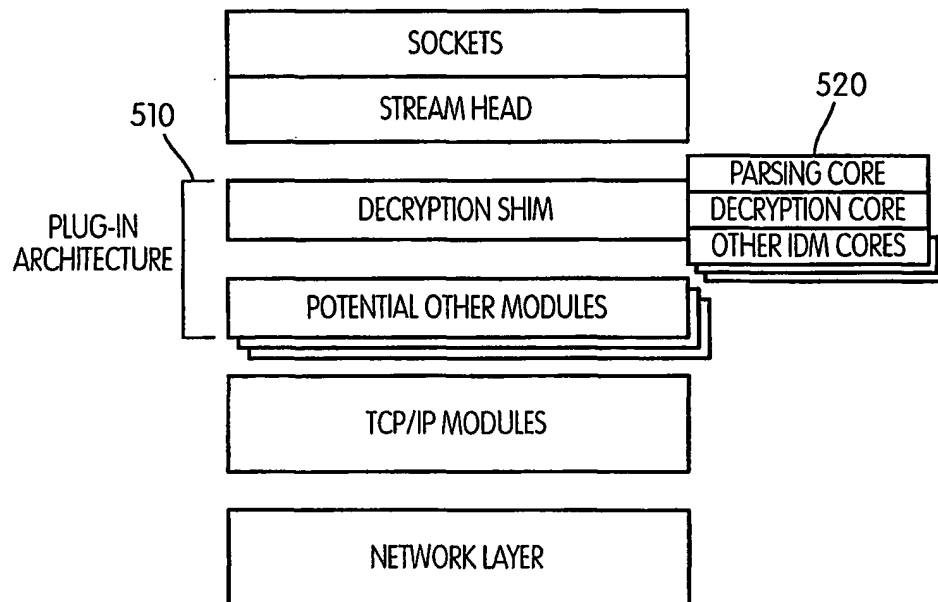 SOCKETS
STREAM HEAD
510
520
PARSING CORE
DECRYPTION SHIM
DECRYPTION CORE
PLUG-IN
ARCHITECTURE
OTHER IDM CORES
POTENTIAL OTHER MODULES
TCP/IP MODULES
NETWORK LAYER